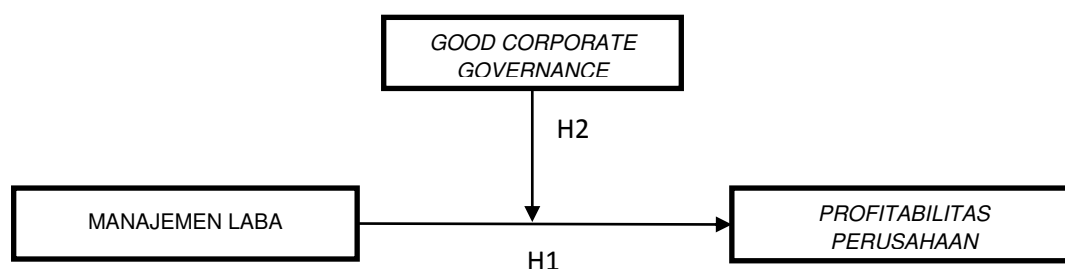 GOOD CORPORATE
GOVERNANCE
H2
MANAJEMEN LABA
PROFITABILITAS
PERUSAHAAN
H1